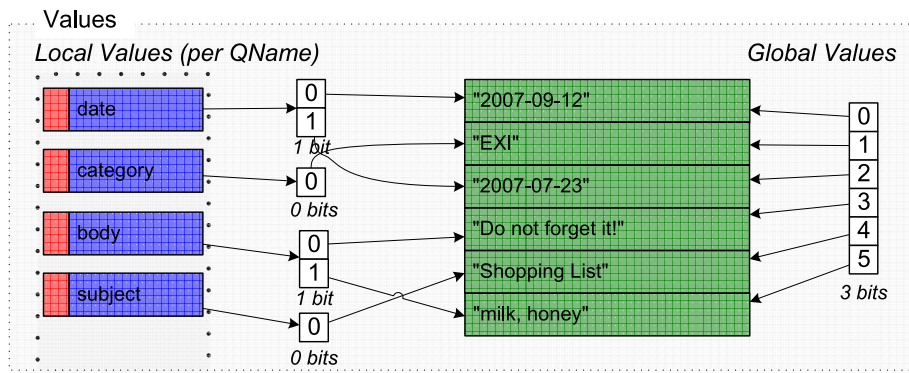 Values
Local Values (per QName)
Global Values
date
0
1
1 bit
category
0
0 bits
body
0
1
1 bit
subject
0
0 bits
"2007-09-12"
"EXI"
"2007-07-23"
"Do not forget it!"
"Shopping List"
"milk, honey"
0
1
2
3
4
5
3 bits